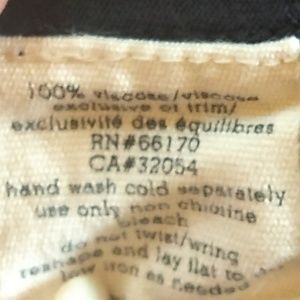 100% viscose/viscose
exclusive of trim/
exclusivité des équilibres
RN#66170
CA#32054
hand wash cold separately
use only non chlorine
bleach
do not twist/wring
reshape and lay flat to
low iron as needed